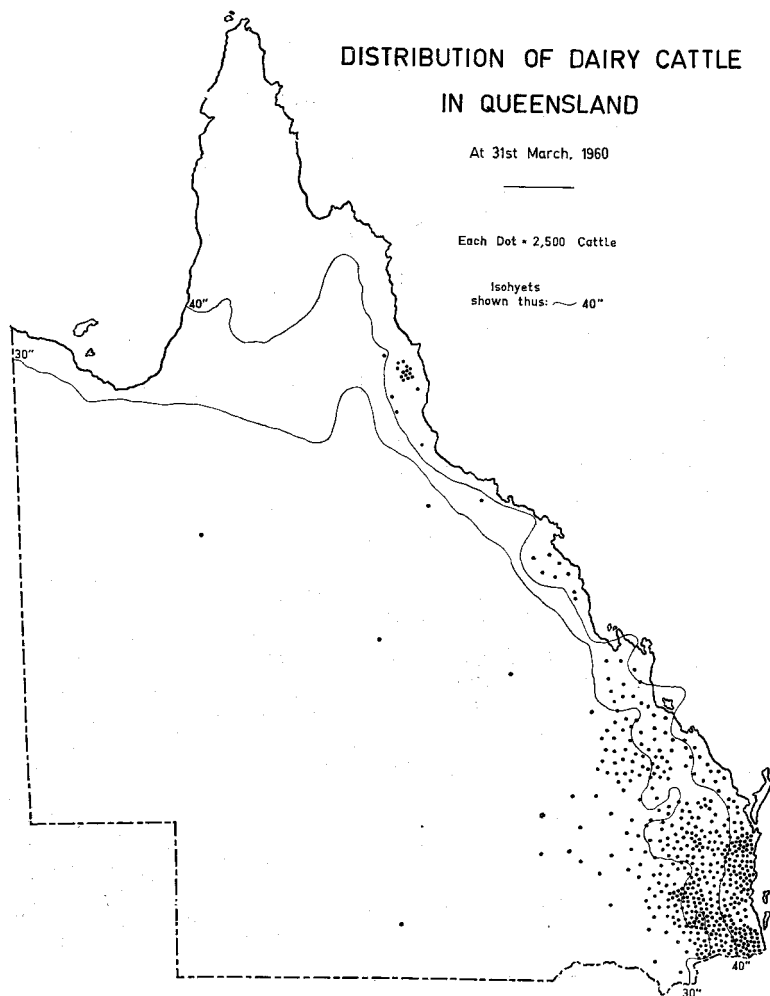 DISTRIBUTION OF DAIRY CATTLE
IN QUEENSLAND
At 31st March, 1960
Each Dot = 2,500 Cattle
Isohyets
shown thus: 40"
40"
30"
40"
30"